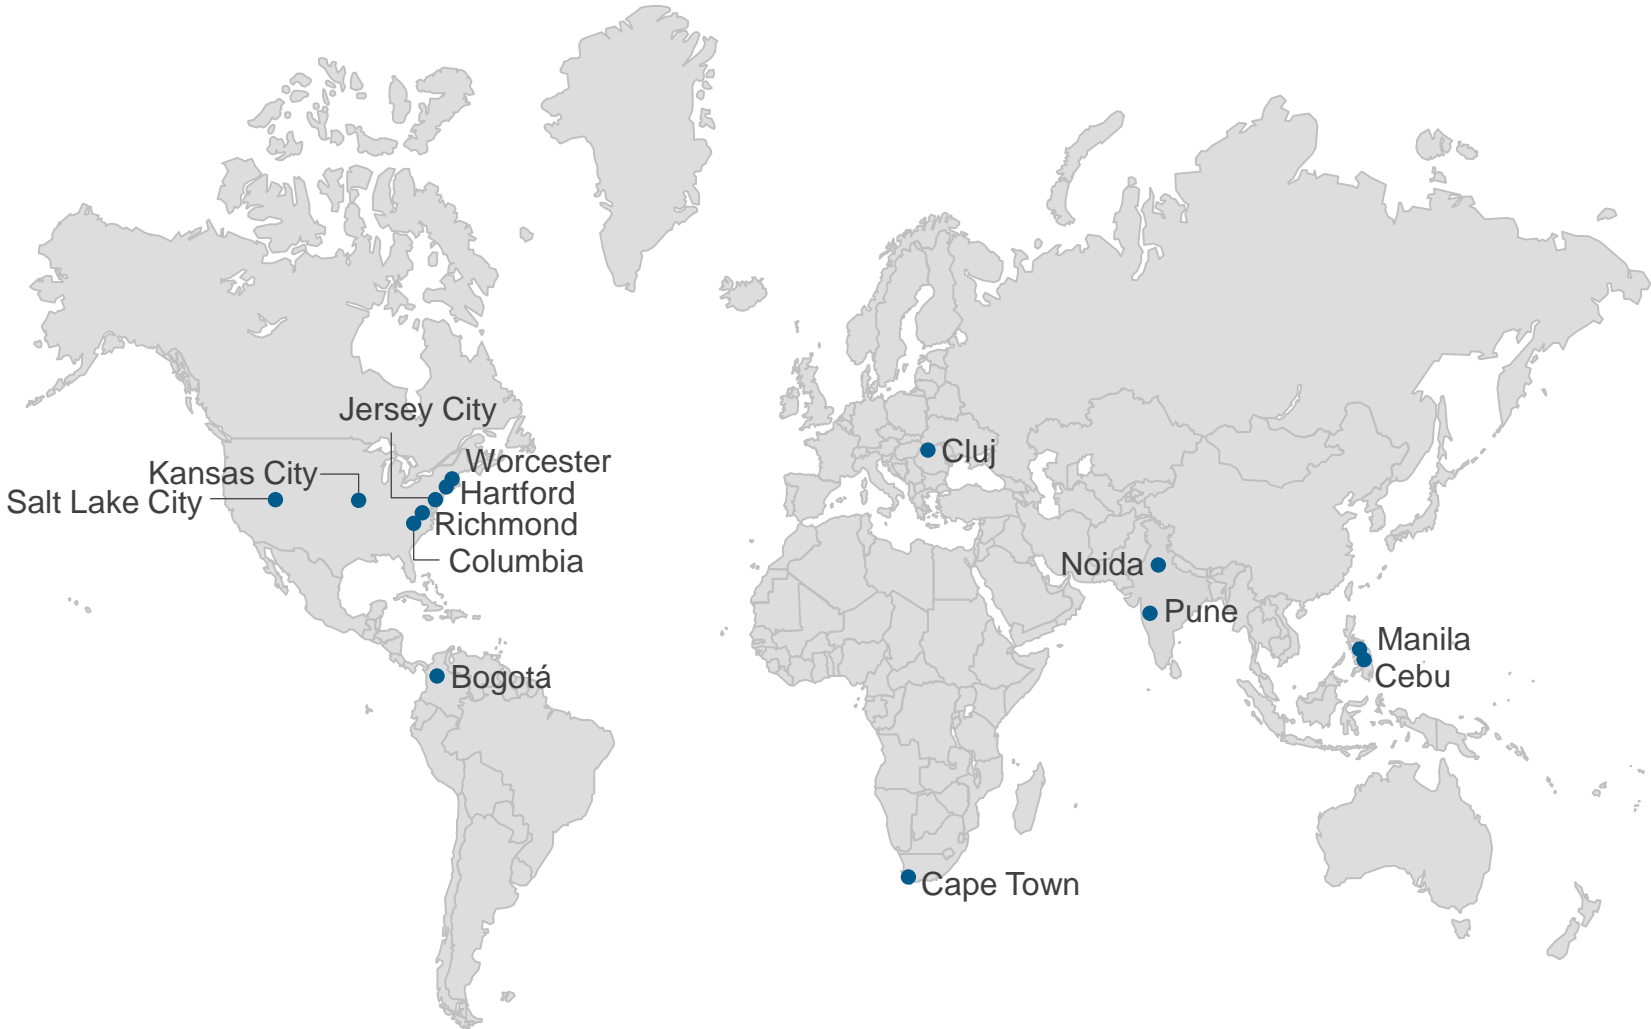 Jersey City
Worcester
Kansas City
Hartford
Salt Lake City
Richmond
Columbia
Bogotá
Cluj
Noida
Pune
Manila
Cebu
Cape Town